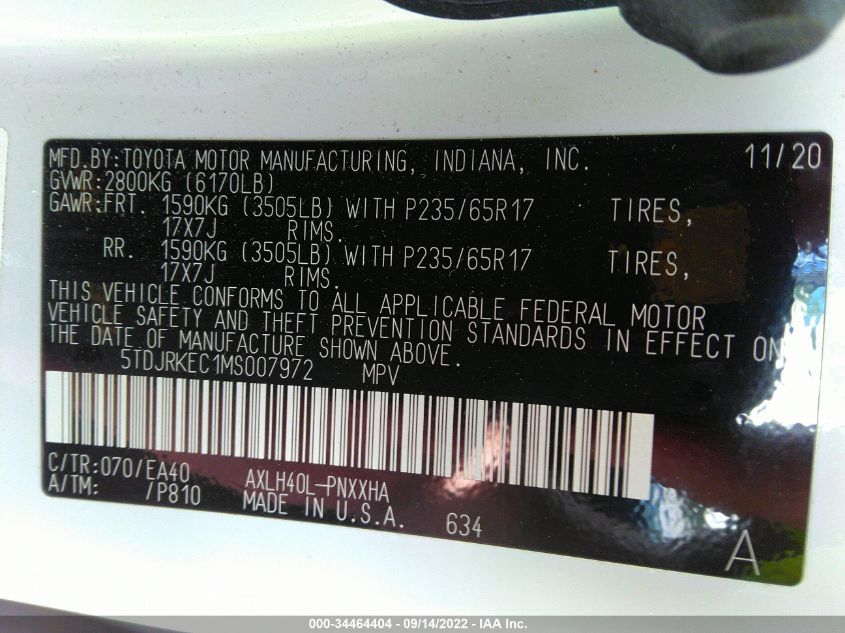 MFD.BY:TOYOTA MOTOR MANUFACTURING, INDIANA, INC. 11/20
GVWR:2800KG (6170LB)
GAWR:FRT. 1590KG (3505LB) WITH P235/65R17 TIRES,
17X7J RIMS.
RR. 1590KG (3505LB) WITH P235/65R17 TIRES,
17X7J RIMS.
THIS VEHICLE CONFORMS TO ALL APPLICABLE FEDERAL MOTOR
VEHICLE SAFETY AND THEFT PREVENTION STANDARDS IN EFFECT ON
THE DATE OF MANUFACTURE SHOWN ABOVE.
5TDJRKEC1MS007972 MPV
C/TR:070/EA40 AXLH40L-PNXXHA
A/TM: /P810 MADE IN U.S.A. 634
A
000-34464404 - 09/14/2022 - IAA Inc.